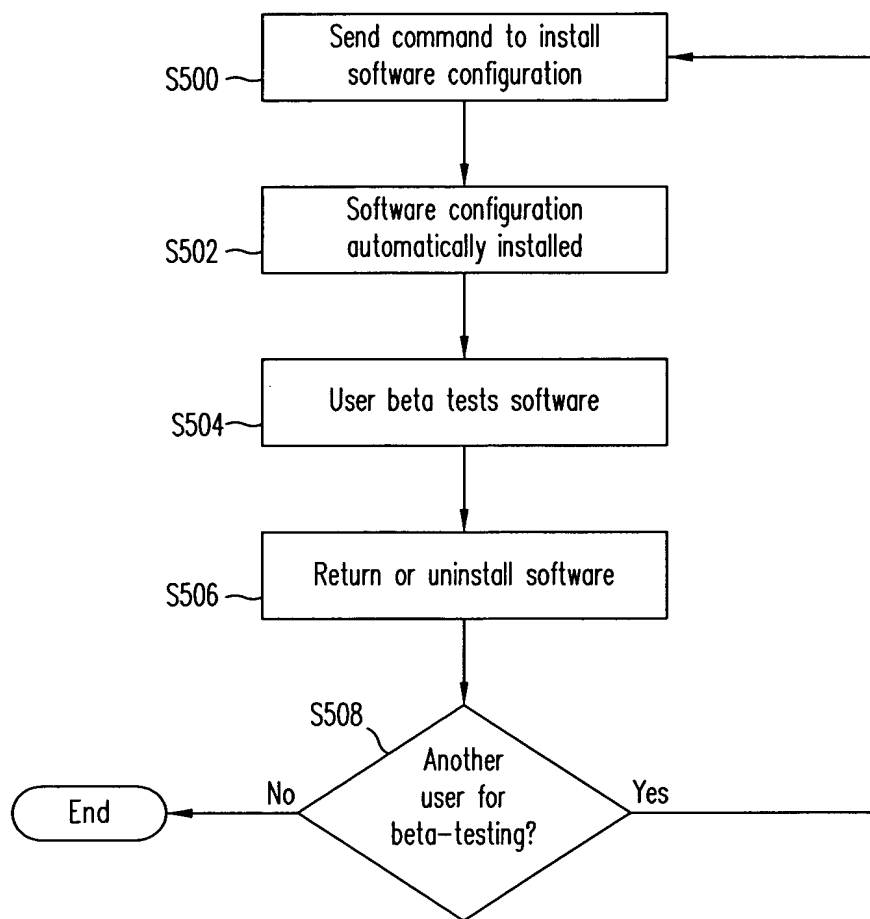 Send command to install
software configuration
S500
Software configuration
automatically installed
S502
User beta tests software
S504
Return or uninstall software
S506
S508
Another
user for
beta-testing?
No
Yes
End